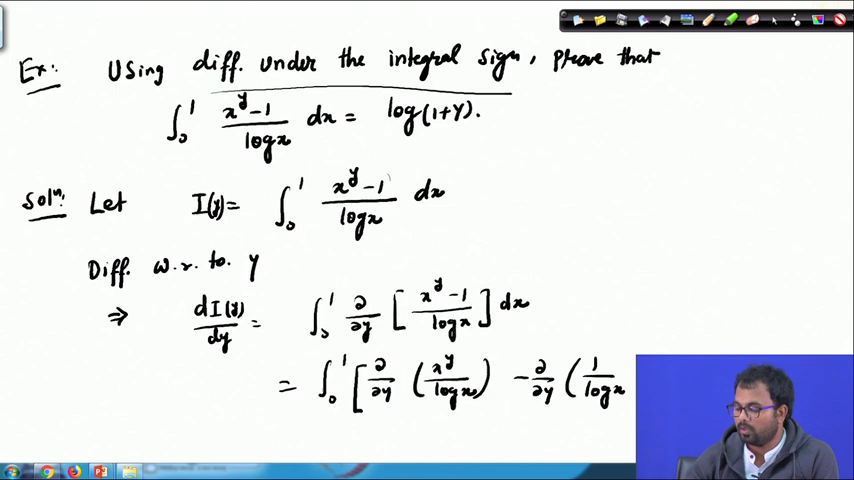 Ex: Using diff. under the integral sign, prove that
∫₀¹ (x^y - 1)/(log x) dx = log(1+y).
Solⁿ: Let I(y) = ∫₀¹ (x^y - 1)/(log x) dx
Diff. w.r.to. y
⇒ dI(y)/dy = ∫₀¹ ∂/∂y [ (x^y - 1)/(log x) ] dx
= ∫₀¹ [ ∂/∂y ( x^y/(log x) ) - ∂/∂y ( 1/(log x)